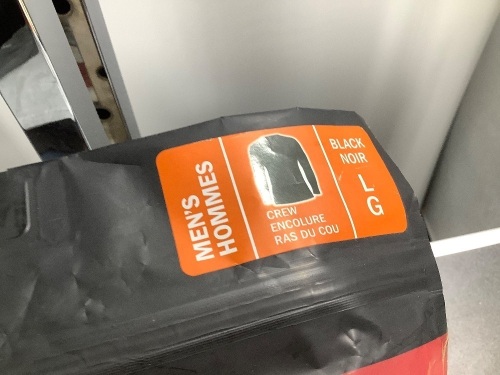 MEN'S
HOMMES
CREW
ENCOLURE
RAS DU COU
BLACK
NOIR
L
G